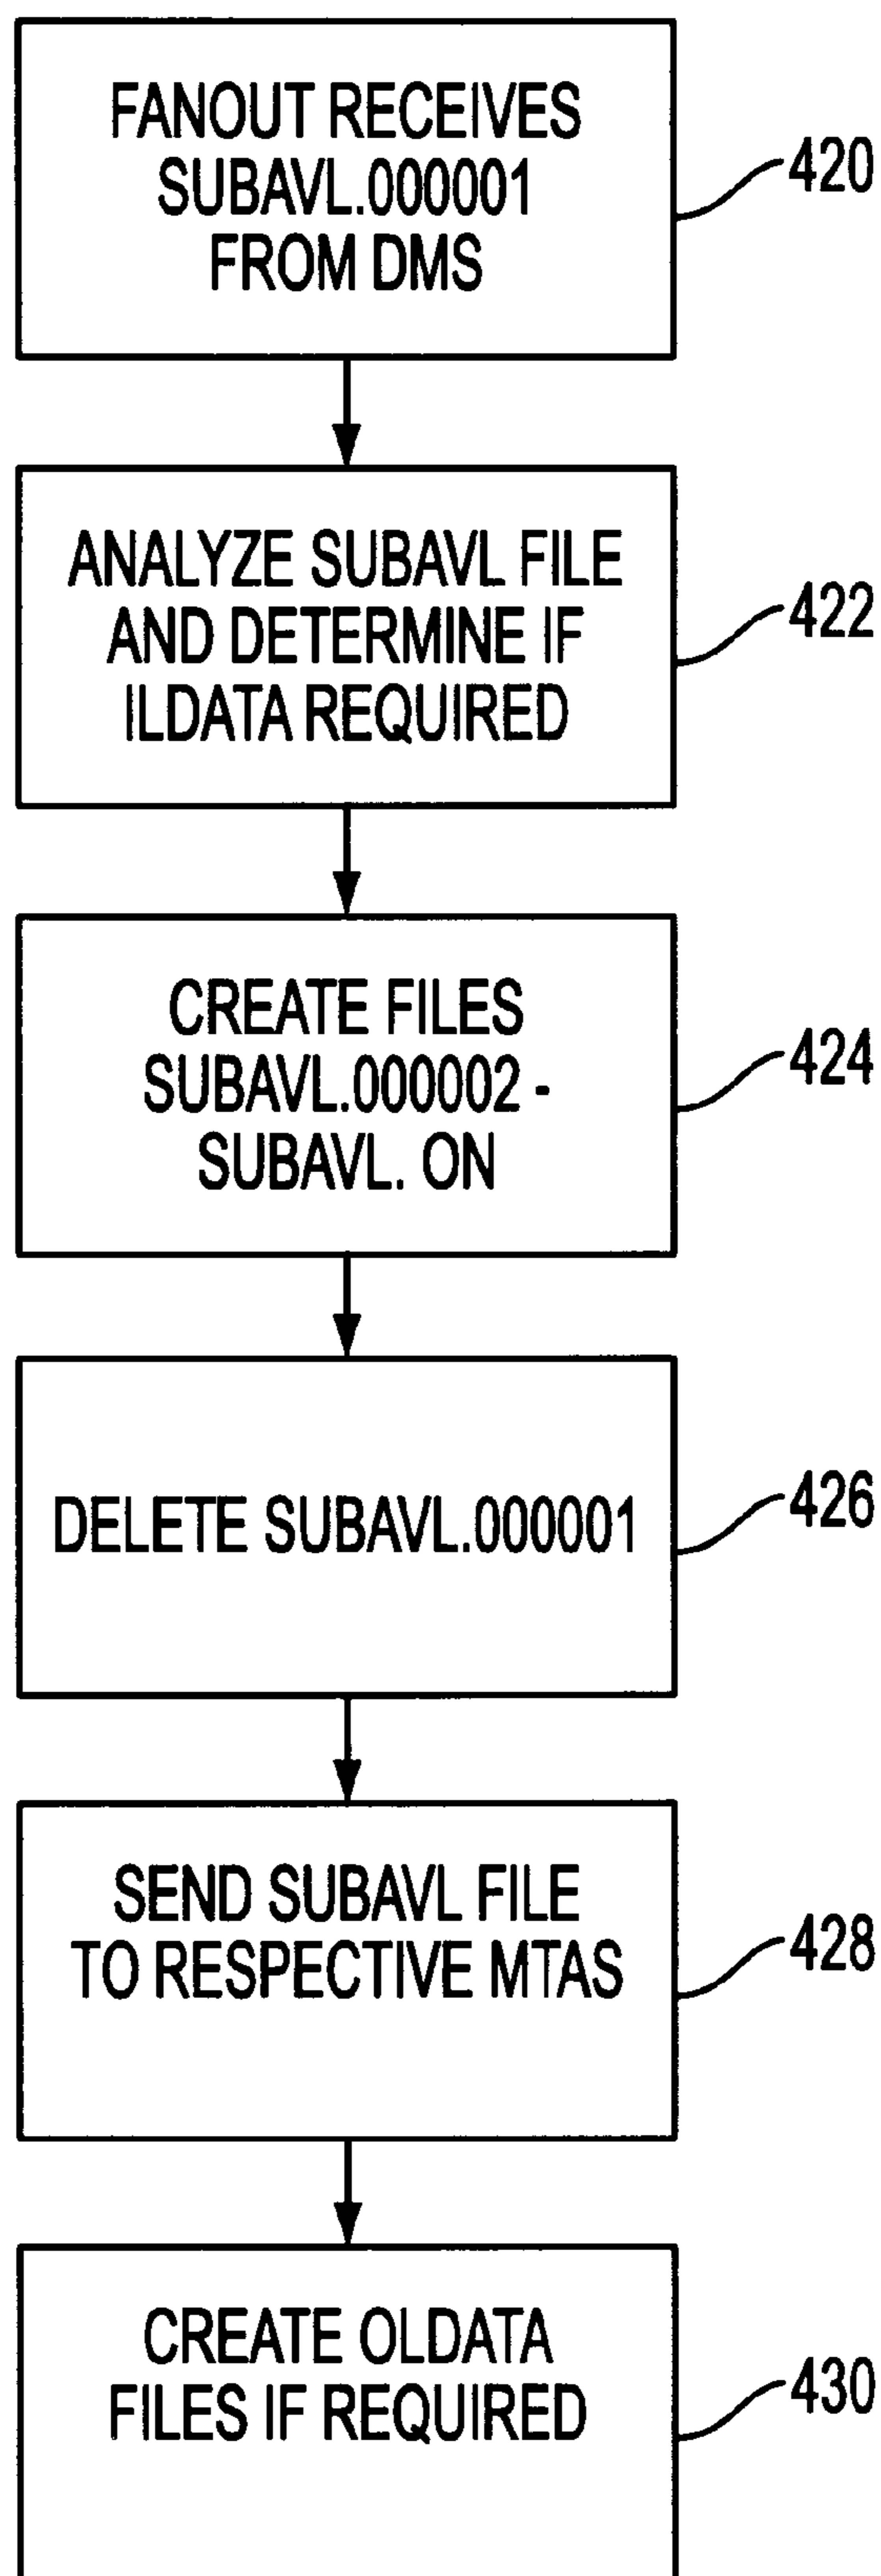 FANOUT RECEIVES
SUBAVL.000001
FROM DMS
420
ANALYZE SUBAVL FILE
AND DETERMINE IF
ILDATA REQUIRED
422
CREATE FILES
SUBAVL.000002 -
SUBAVL. ON
424
DELETE SUBAVL.000001
426
SEND SUBAVL FILE
TO RESPECTIVE MTAS
428
CREATE OLDATA
FILES IF REQUIRED
430